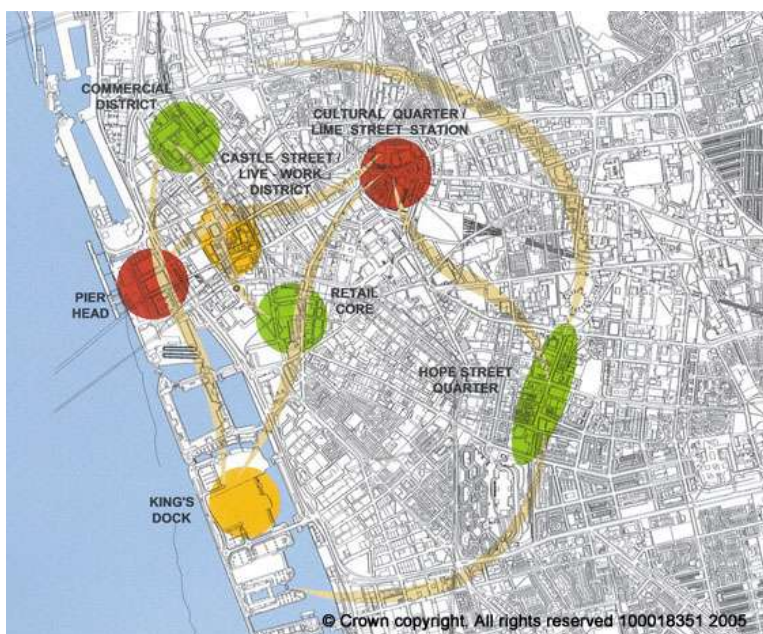 COMMERCIAL
DISTRICT
CULTURAL QUARTER /
LIME STREET STATION
CASTLE STREET /
LIVE - WORK
DISTRICT
PIER
HEAD
RETAIL
CORE
HOPE STREET
QUARTER
KING'S
DOCK
© Crown copyright. All rights reserved 100018351 2005